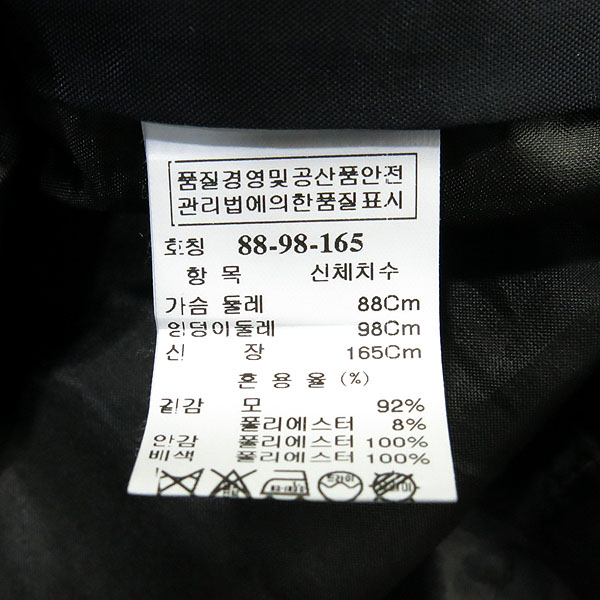 품질경영및공산품안전
관리법에의한품질표시
호칭 88-98-165
항 목 신체치수
가슴 둘레 88Cm
엉덩이둘레 98Cm
신 장 165Cm
혼 용 율 (%)
겉감 모 92%
폴리에스터 8%
안감 폴리에스터 100%
배색 폴리에스터 100%
드라이